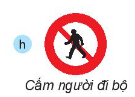 h
Cấm người đi bộ